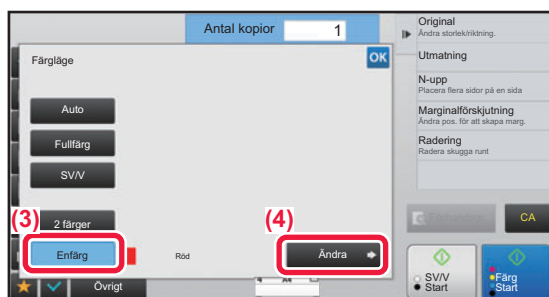 Antal kopior 1
Original
Ändra storlek/riktning.
Färgläge
OK
Utmatning
N-upp
Placera flera sidor på en sida
Auto
Marginalförskjutning
Ändra pos. för att skapa marg.
Fullfärg
Radering
Radera skugga runt
SV/V
(3)
2 färger
(4)
CA
Enfärg
Röd
Ändra
Övrigt
A4
SV/V
Start
Färg
Start